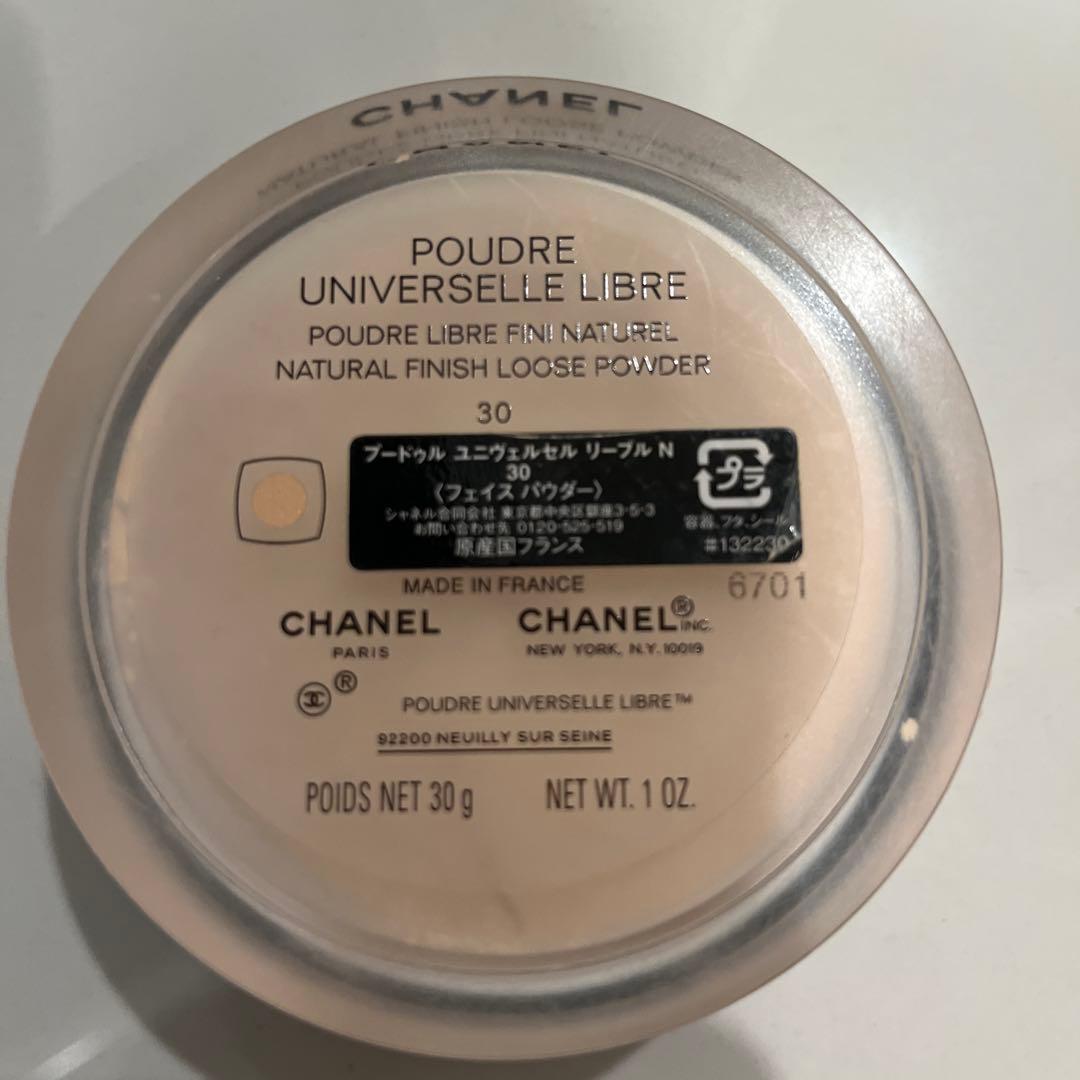 CHANEL
POUDRE
UNIVERSELLE LIBRE
POUDRE LIBRE FINI NATUREL
NATURAL FINISH LOOSE POWDER
30
プードゥル ユニヴェルセル リーブル N
30
〈フェイス パウダー〉
シャネル合同会社 東京都中央区銀座3-5-3
お問い合わせ先 0120-525-519
原産国フランス
プラ
容器、フタ、シール
#132230
MADE IN FRANCE
6701
CHANEL
PARIS
CHANEL® INC.
NEW YORK, N.Y. 10019
®
POUDRE UNIVERSELLE LIBRE™
92200 NEUILLY SUR SEINE
POIDS NET 30 g
NET WT. 1 OZ.